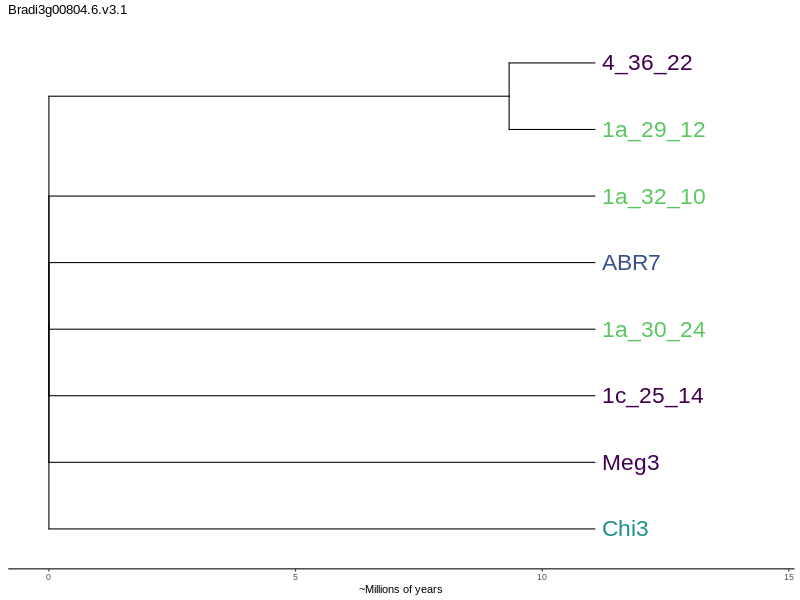 Bradi3g00804.6.v3.1
4_36_22
1a_29_12
1a_32_10
ABR7
1a_30_24
1c_25_14
Meg3
Chi3
0 5 10 15
~Millions of years